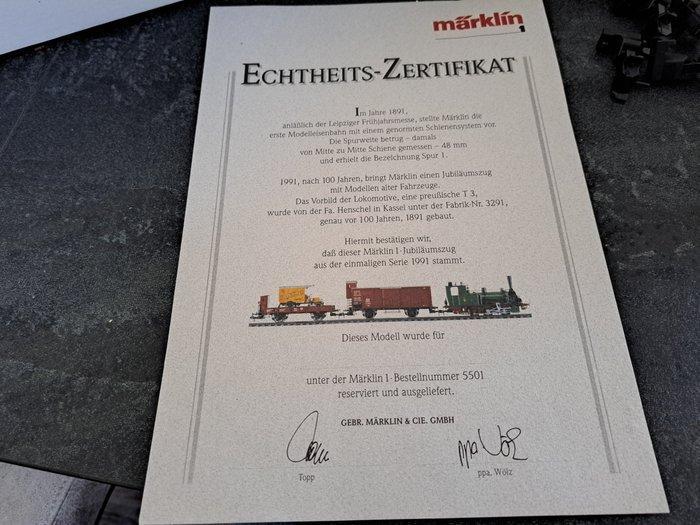 märklin
1
ECHTHEITS-ZERTIFIKAT
Im Jahre 1891,
anläßlich der Leipziger Frühjahrsmesse, stellte Märklin die
erste Modelleisenbahn mit einem genormten Schienensystem vor.
Die Spurweite betrug – damals
von Mitte zu Mitte Schiene gemessen – 48 mm
und erhielt die Bezeichnung Spur 1.
1991, nach 100 Jahren, bringt Märklin einen Jubiläumszug
mit Modellen alter Fahrzeuge.
Das Vorbild der Lokomotive, eine preußische T 3,
wurde von der Fa. Henschel in Kassel unter der Fabrik-Nr. 3291,
genau vor 100 Jahren, 1891 gebaut.
Hiermit bestätigen wir,
daß dieser Märklin 1-Jubiläumszug
aus der einmaligen Serie 1991 stammt.
Dieses Modell wurde für
unter der Märklin 1-Bestellnummer 5501
reserviert und ausgeliefert.
GEBR. MÄRKLIN & CIE. GMBH
ppa Wölz
Topp
ppa. Wölz